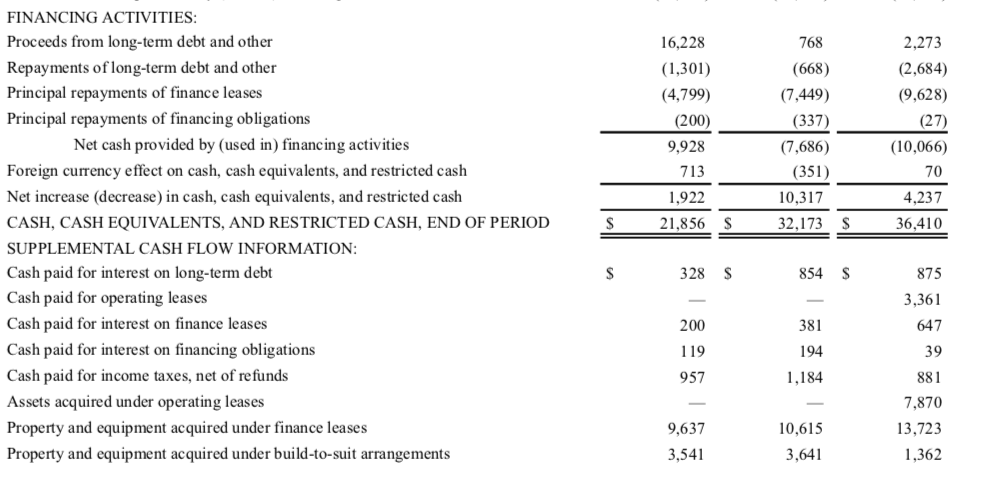 FINANCING ACTIVITIES:
Proceeds from long-term debt and other 16,228 768 2,273
Repayments of long-term debt and other (1,301) (668) (2,684)
Principal repayments of finance leases (4,799) (7,449) (9,628)
Principal repayments of financing obligations (200) (337) (27)
Net cash provided by (used in) financing activities 9,928 (7,686) (10,066)
Foreign currency effect on cash, cash equivalents, and restricted cash 713 (351) 70
Net increase (decrease) in cash, cash equivalents, and restricted cash 1,922 10,317 4,237
CASH, CASH EQUIVALENTS, AND RESTRICTED CASH, END OF PERIOD $ 21,856 $ 32,173 $ 36,410
SUPPLEMENTAL CASH FLOW INFORMATION:
Cash paid for interest on long-term debt $ 328 $ 854 $ 875
Cash paid for operating leases — — 3,361
Cash paid for interest on finance leases 200 381 647
Cash paid for interest on financing obligations 119 194 39
Cash paid for income taxes, net of refunds 957 1,184 881
Assets acquired under operating leases — — 7,870
Property and equipment acquired under finance leases 9,637 10,615 13,723
Property and equipment acquired under build-to-suit arrangements 3,541 3,641 1,362